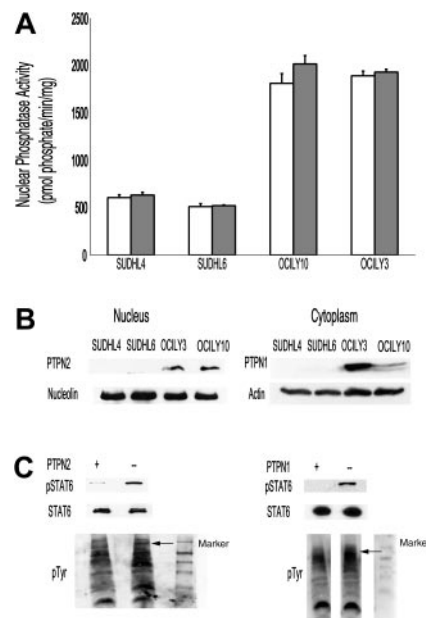 A
Nuclear Phosphatase Activity
(pmol phosphate/min/mg)
2500
2000
1500
1000
500
0
SUDHL4 SUDHL6 OCILY10 OCILY3
B
Nucleus Cytoplasm
SUDHL4 SUDHL6 OCILY3 OCILY10 SUDHL4 SUDHL6 OCILY3 OCILY10
PTPN2 PTPN1
Nucleolin Actin
C
PTPN2 + -- PTPN1 + --
pSTAT6 pSTAT6
STAT6 STAT6
Marker Marke
pTyr pTyr